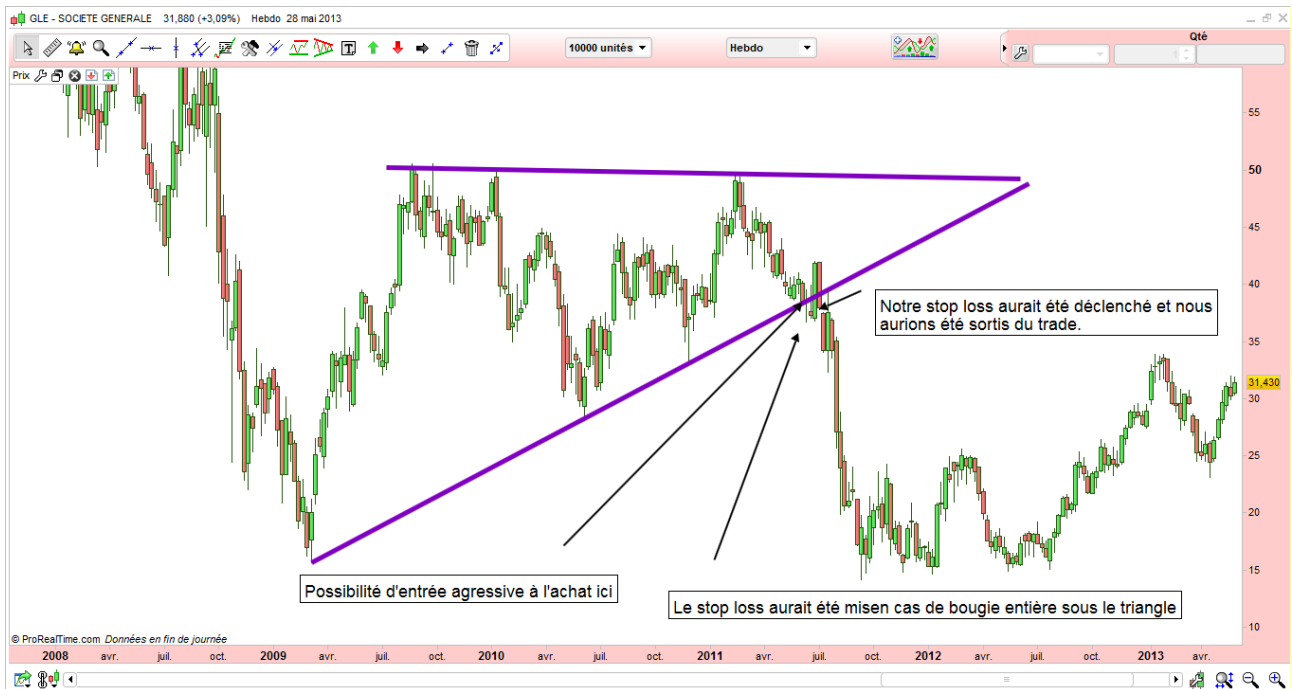 GLE - SOCIETE GENERALE 31,880 (+3,09%) Hebdo 28 mai 2013
10000 unités
Hebdo
Qté
Prix
55
50
45
40
35
31,430
30
25
20
15
10
Notre stop loss aurait été déclenché et nous
aurions été sortis du trade.
Possibilité d'entrée agressive à l'achat ici
Le stop loss aurait été misen cas de bougie entière sous le triangle
© ProRealTime.com Données en fin de journée
2008 avr. juil. oct. 2009 avr. juil. oct. 2010 avr. juil. oct. 2011 avr. juil. oct. 2012 avr. juil. oct. 2013 avr.